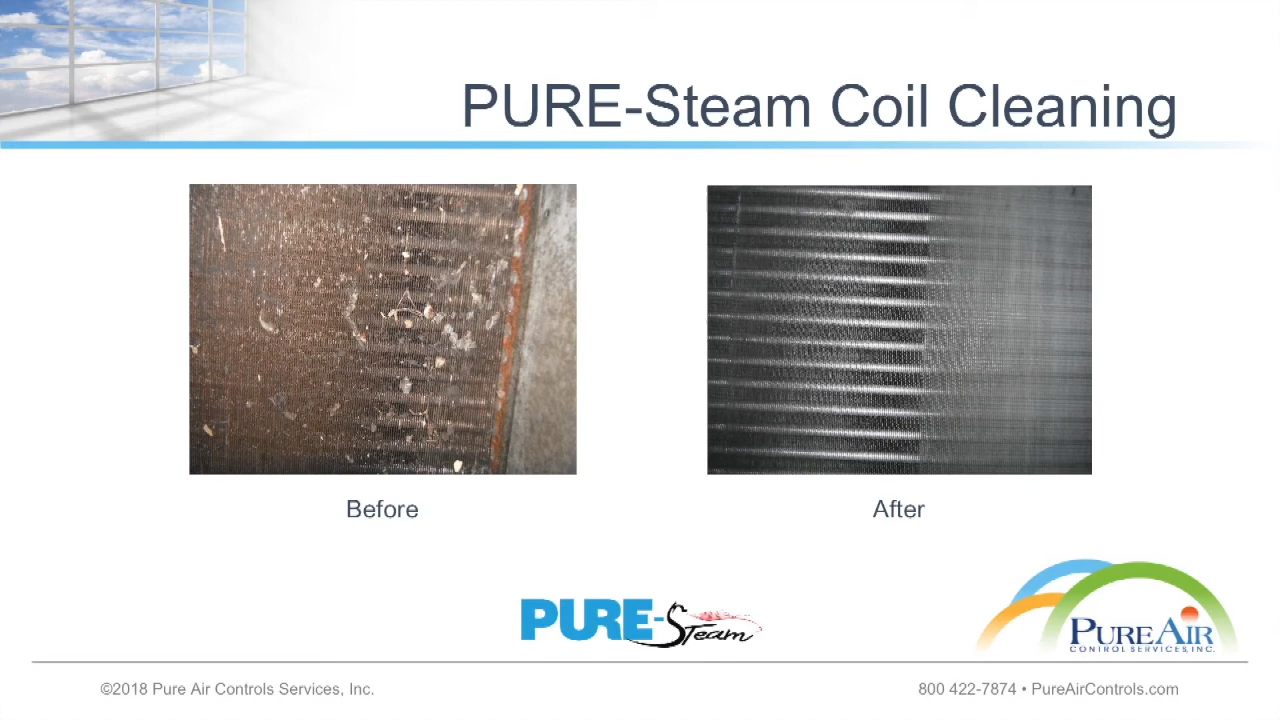 PURE-Steam Coil Cleaning
Before
After
PURE-Steam
PUREAIR
CONTROL SERVICES, INC.
©2018 Pure Air Controls Services, Inc.
800 422-7874 • PureAirControls.com